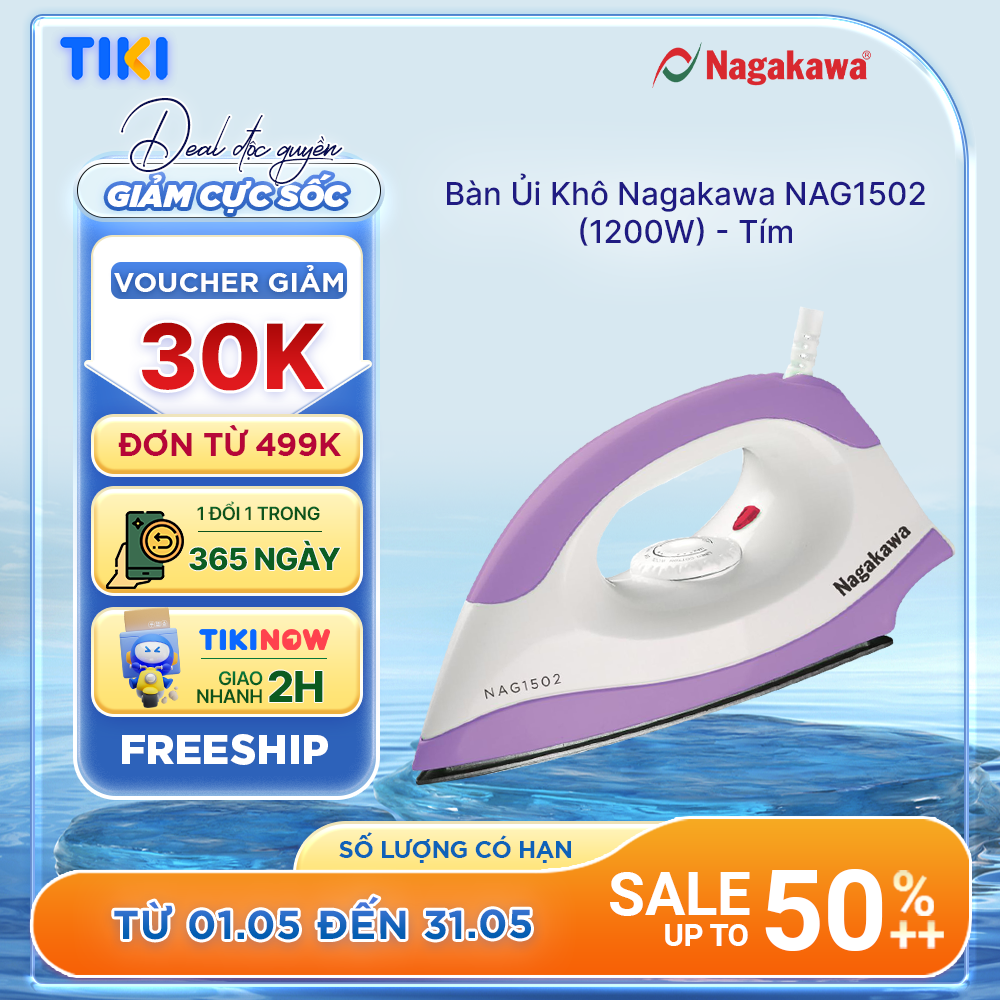 TIKI
Nagakawa®
Deal độc quyền
GIẢM CỰC SỐC
Bàn Ủi Khô Nagakawa NAG1502
(1200W) - Tím
VOUCHER GIẢM
30K
ĐƠN TỪ 499K
1 ĐỔI 1 TRONG
365 NGÀY
TIKINOW
GIAO
NHANH 2H
FREESHIP
Nagakawa
NAG1502
SỐ LƯỢNG CÓ HẠN
TỪ 01.05 ĐẾN 31.05
SALE
UP TO 50%
++